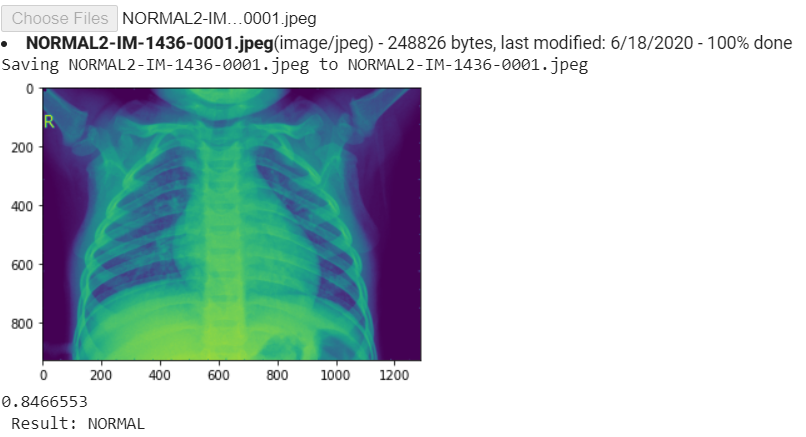 Choose Files NORMAL2-IM...0001.jpeg
• NORMAL2-IM-1436-0001.jpeg(image/jpeg) - 248826 bytes, last modified: 6/18/2020 - 100% done
Saving NORMAL2-IM-1436-0001.jpeg to NORMAL2-IM-1436-0001.jpeg
0
R
200
400
600
800
0 200 400 600 800 1000 1200
0.8466553
Result: NORMAL